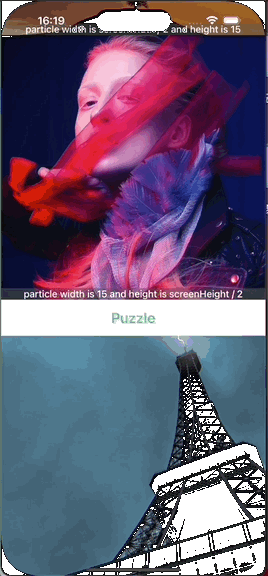 16:19
particle width is screenWidth / 2 and height is 15
particle width is 15 and height is screenHeight / 2
Puzzle